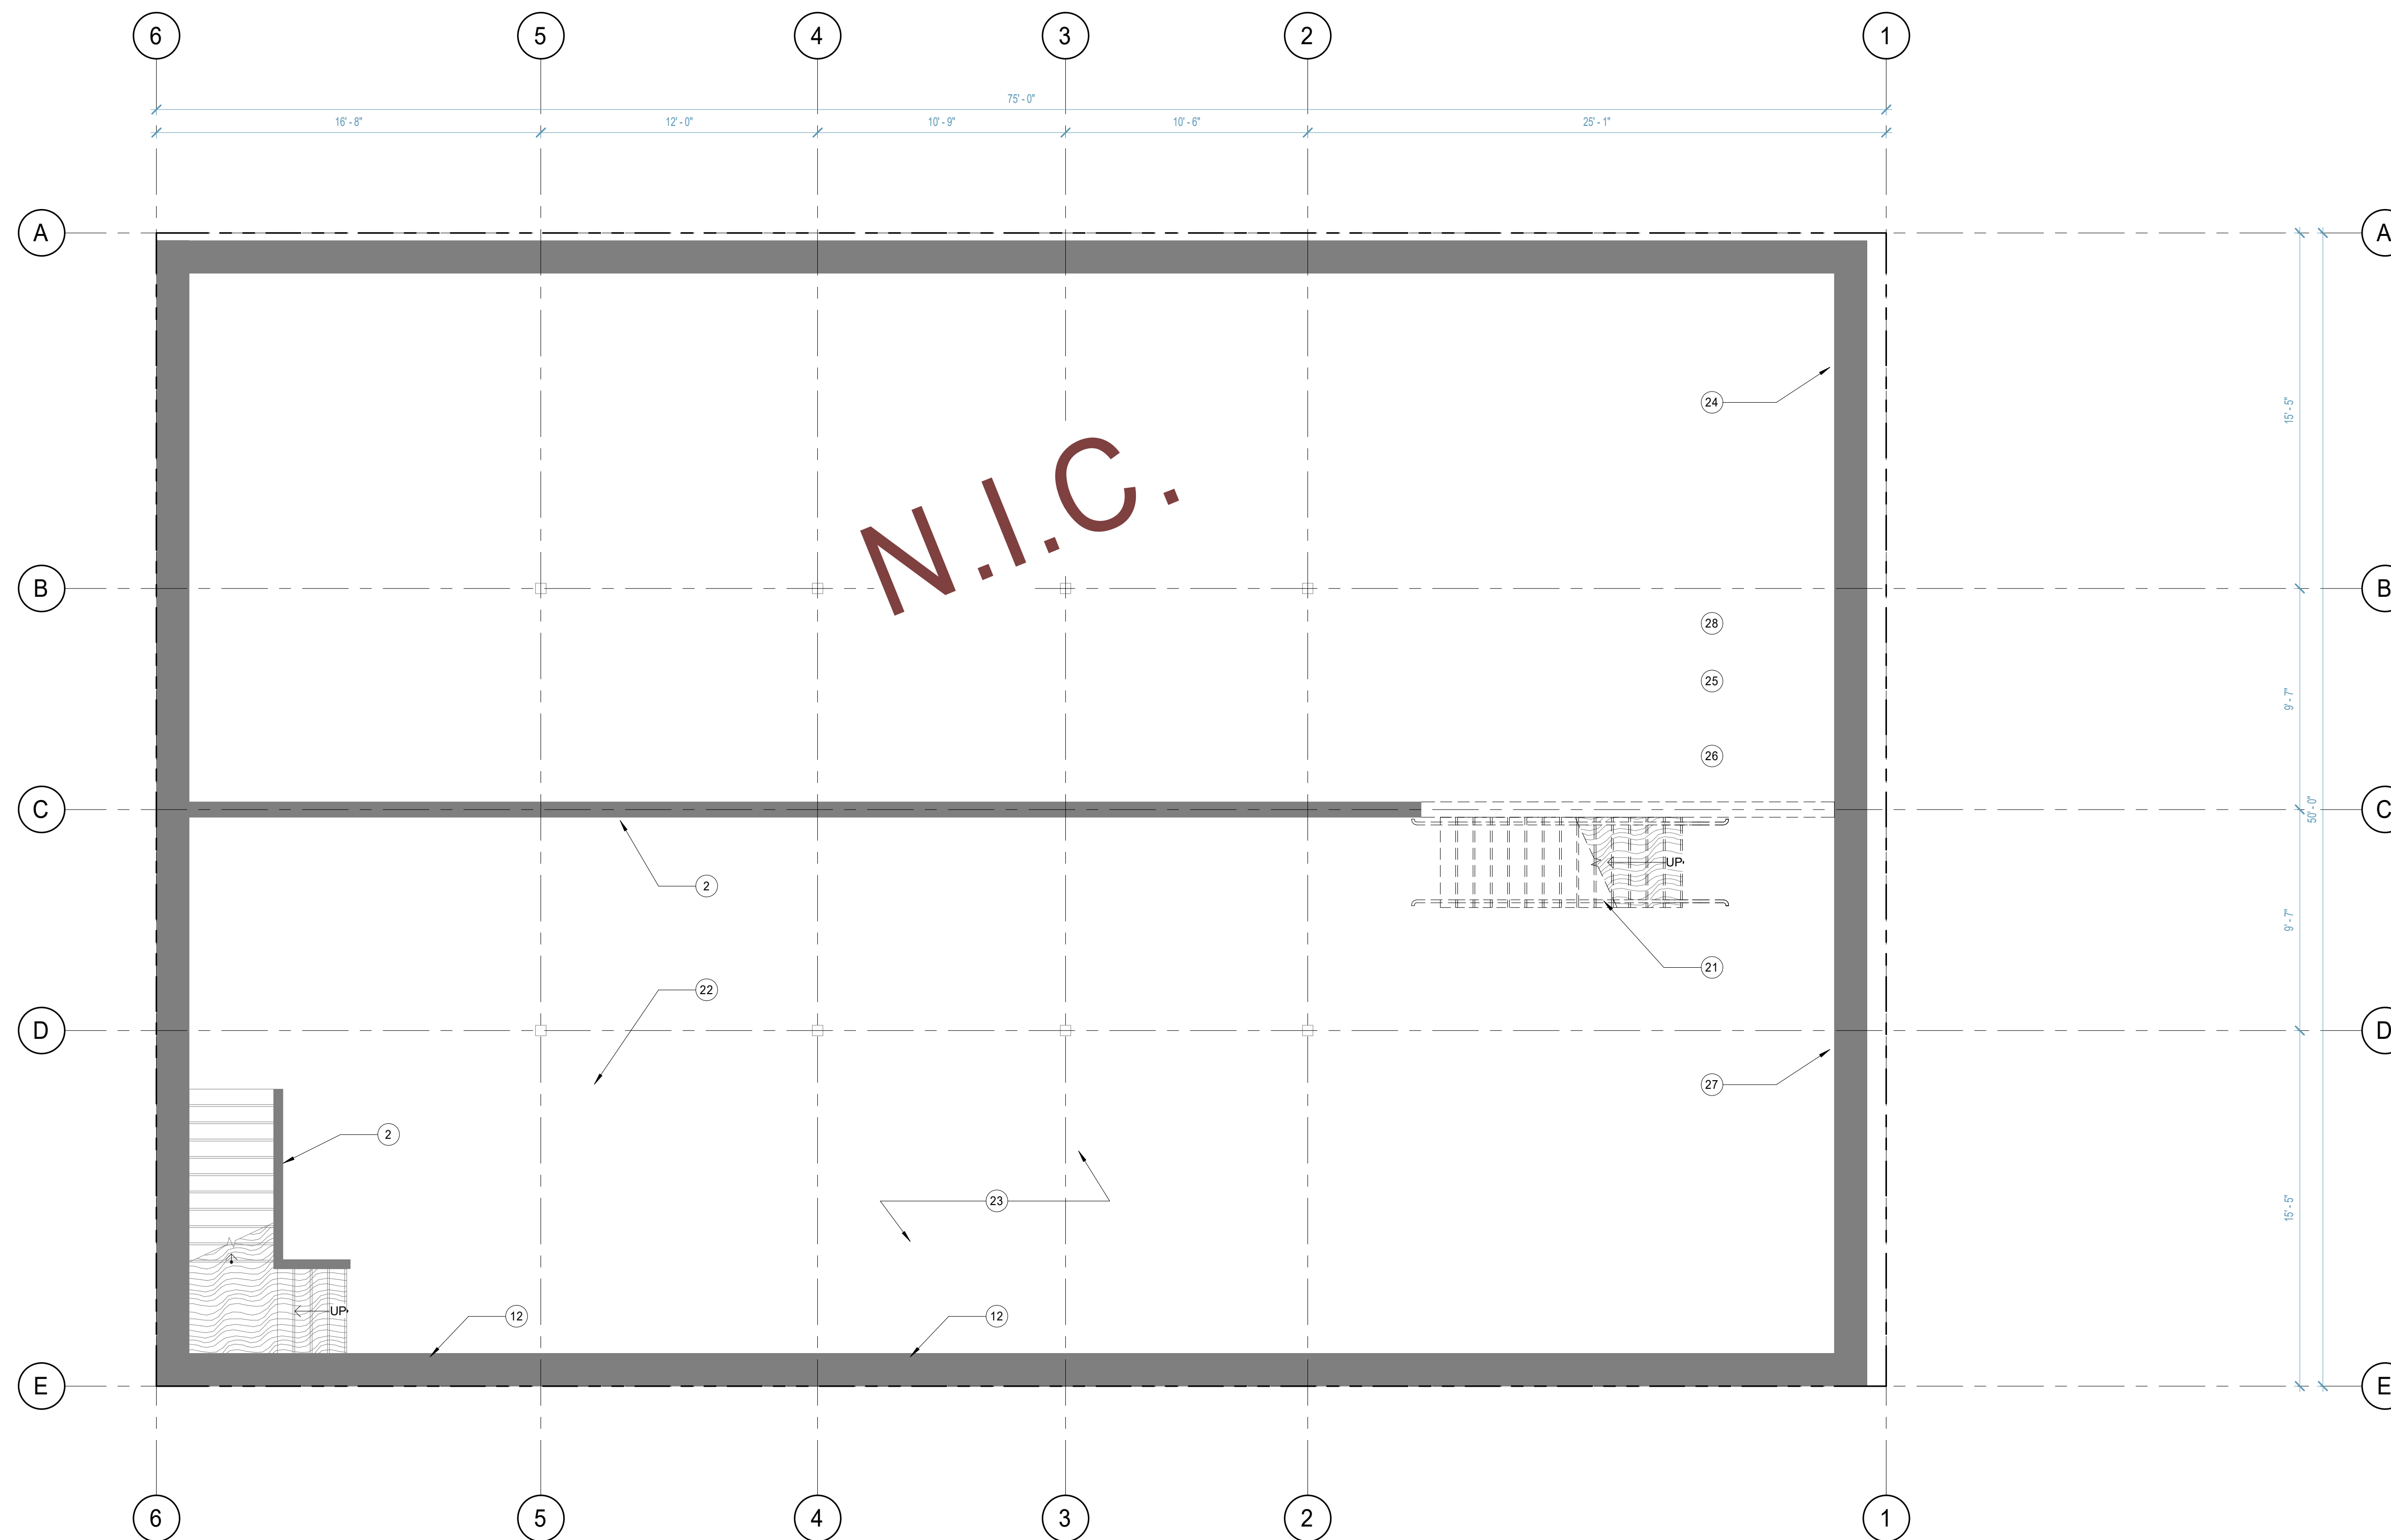 6 5 4 3 2 1
75' - 0"
16' - 8" 12' - 0" 10' - 9" 10' - 6" 25' - 1"
A A
24
15' - 5"
N.I.C.
B B
28
25
9' - 7"
26
C C
50' - 0"
UP
2
9' - 7"
21
22
D D
27
2
23
15' - 5"
UP
12 12
E E
6 5 4 3 2 1